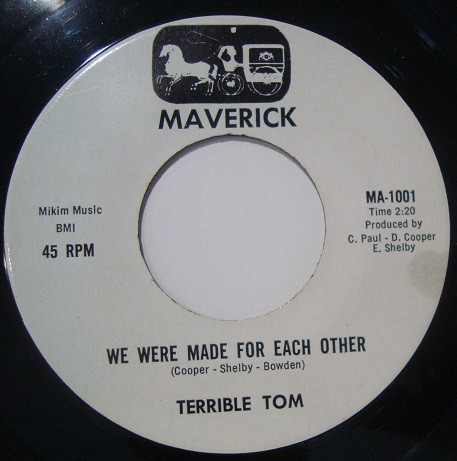 MAVERICK
Mikim Music
BMI
45 RPM
MA-1001
Time 2:20
Produced by
C. Paul - D. Cooper
E. Shelby
WE WERE MADE FOR EACH OTHER
(Cooper - Shelby - Bowden)
TERRIBLE TOM